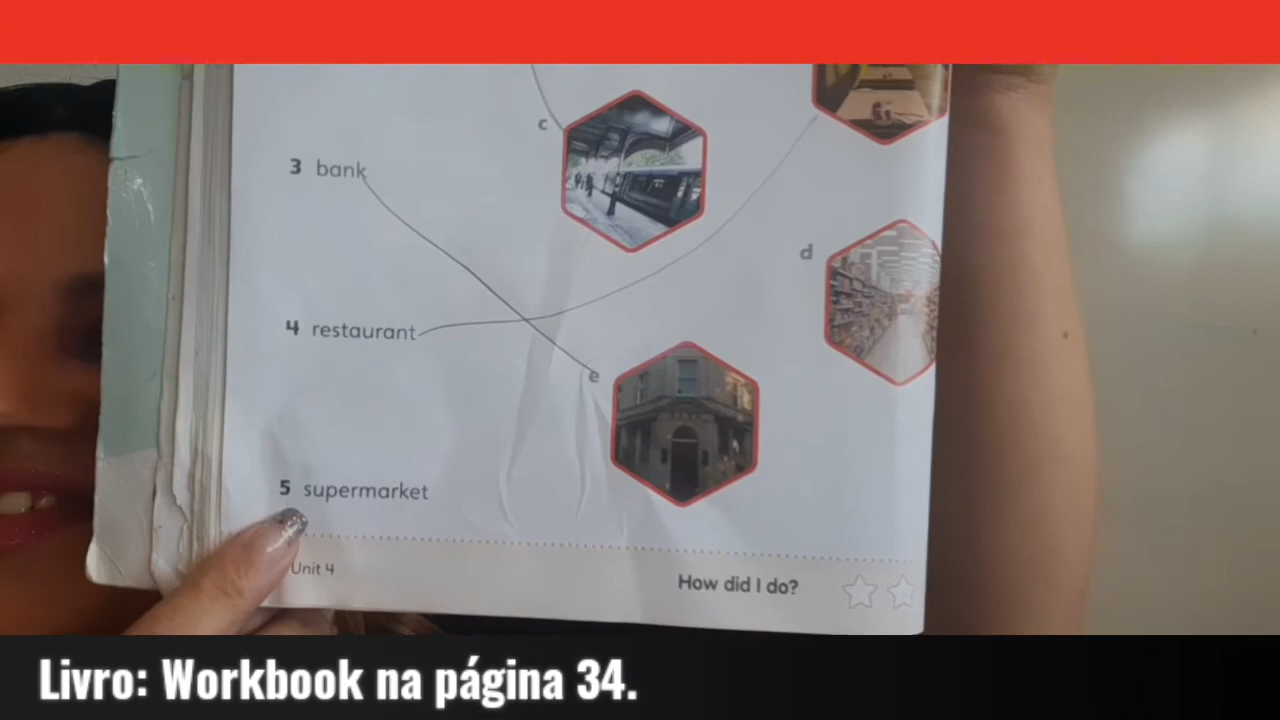 c
3 bank
d
4 restaurant
e
5 supermarket
Unit 4
How did I do?
Livro: Workbook na página 34.